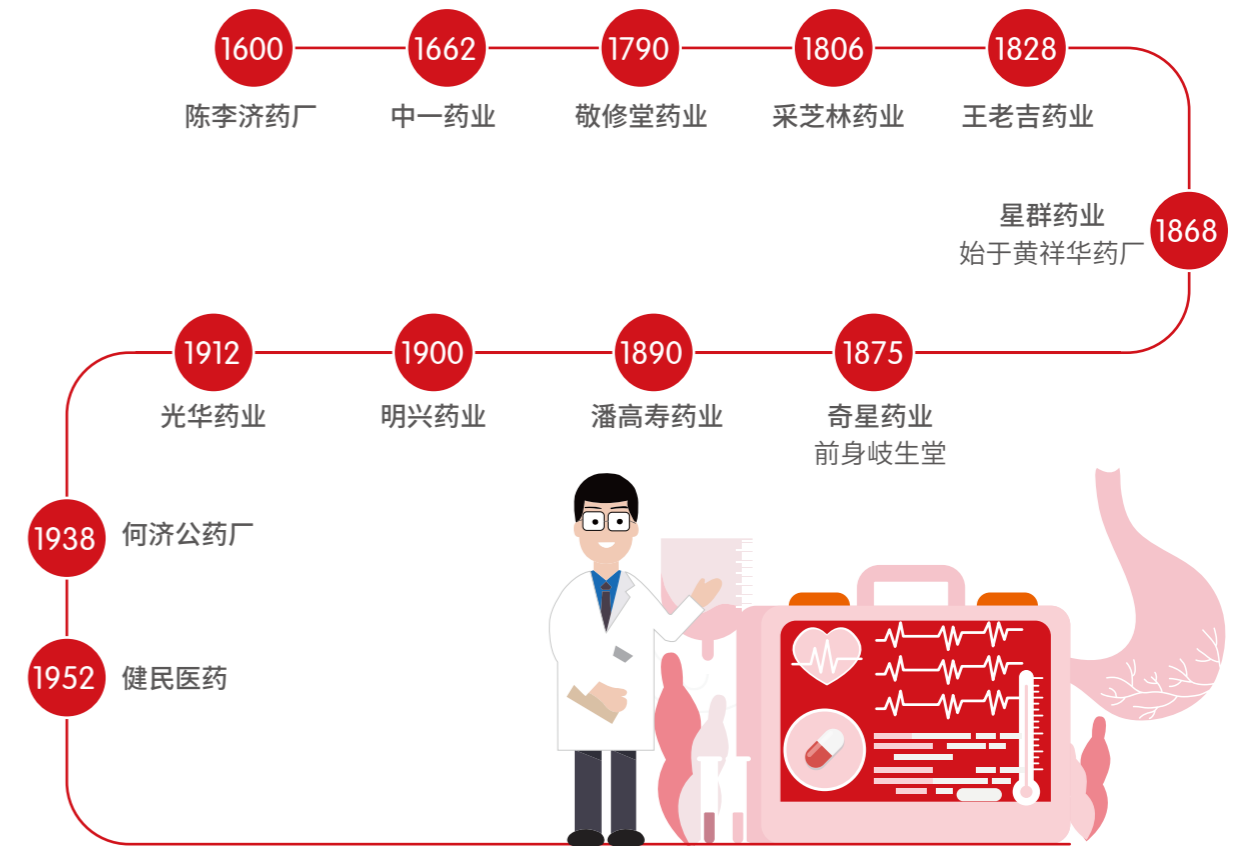 1600
陈李济药厂
1662
中一药业
1790
敬修堂药业
1806
采芝林药业
1828
王老吉药业
1868
星群药业
始于黄祥华药厂
1875
奇星药业
前身岐生堂
1890
潘高寿药业
1900
明兴药业
1912
光华药业
1938
何济公药厂
1952
健民医药